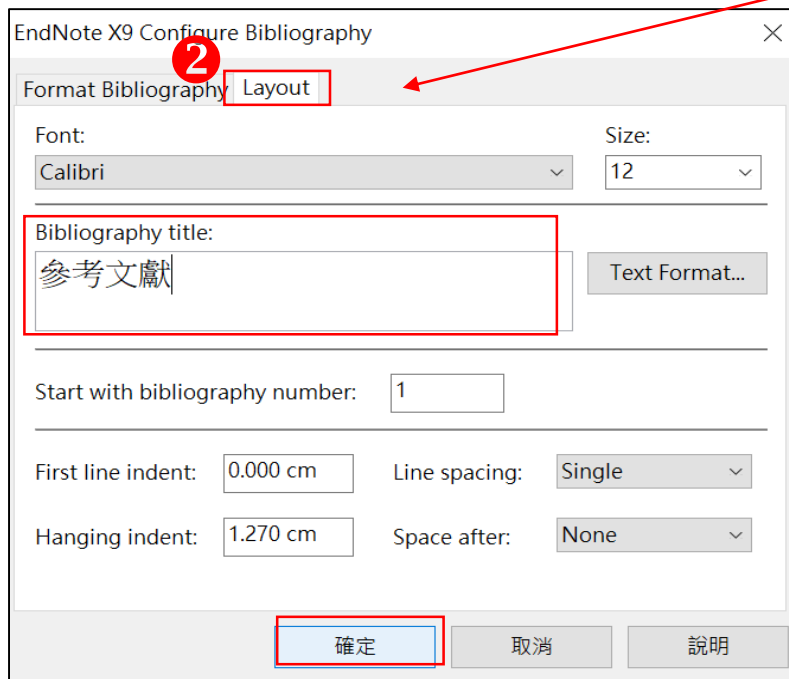 EndNote X9 Configure Bibliography
2
Format Bibliography Layout
Font: Size:
Calibri 12
Bibliography title:
參考文獻
Text Format...
Start with bibliography number: 1
First line indent: 0.000 cm Line spacing: Single
Hanging indent: 1.270 cm Space after: None
確定 取消 說明